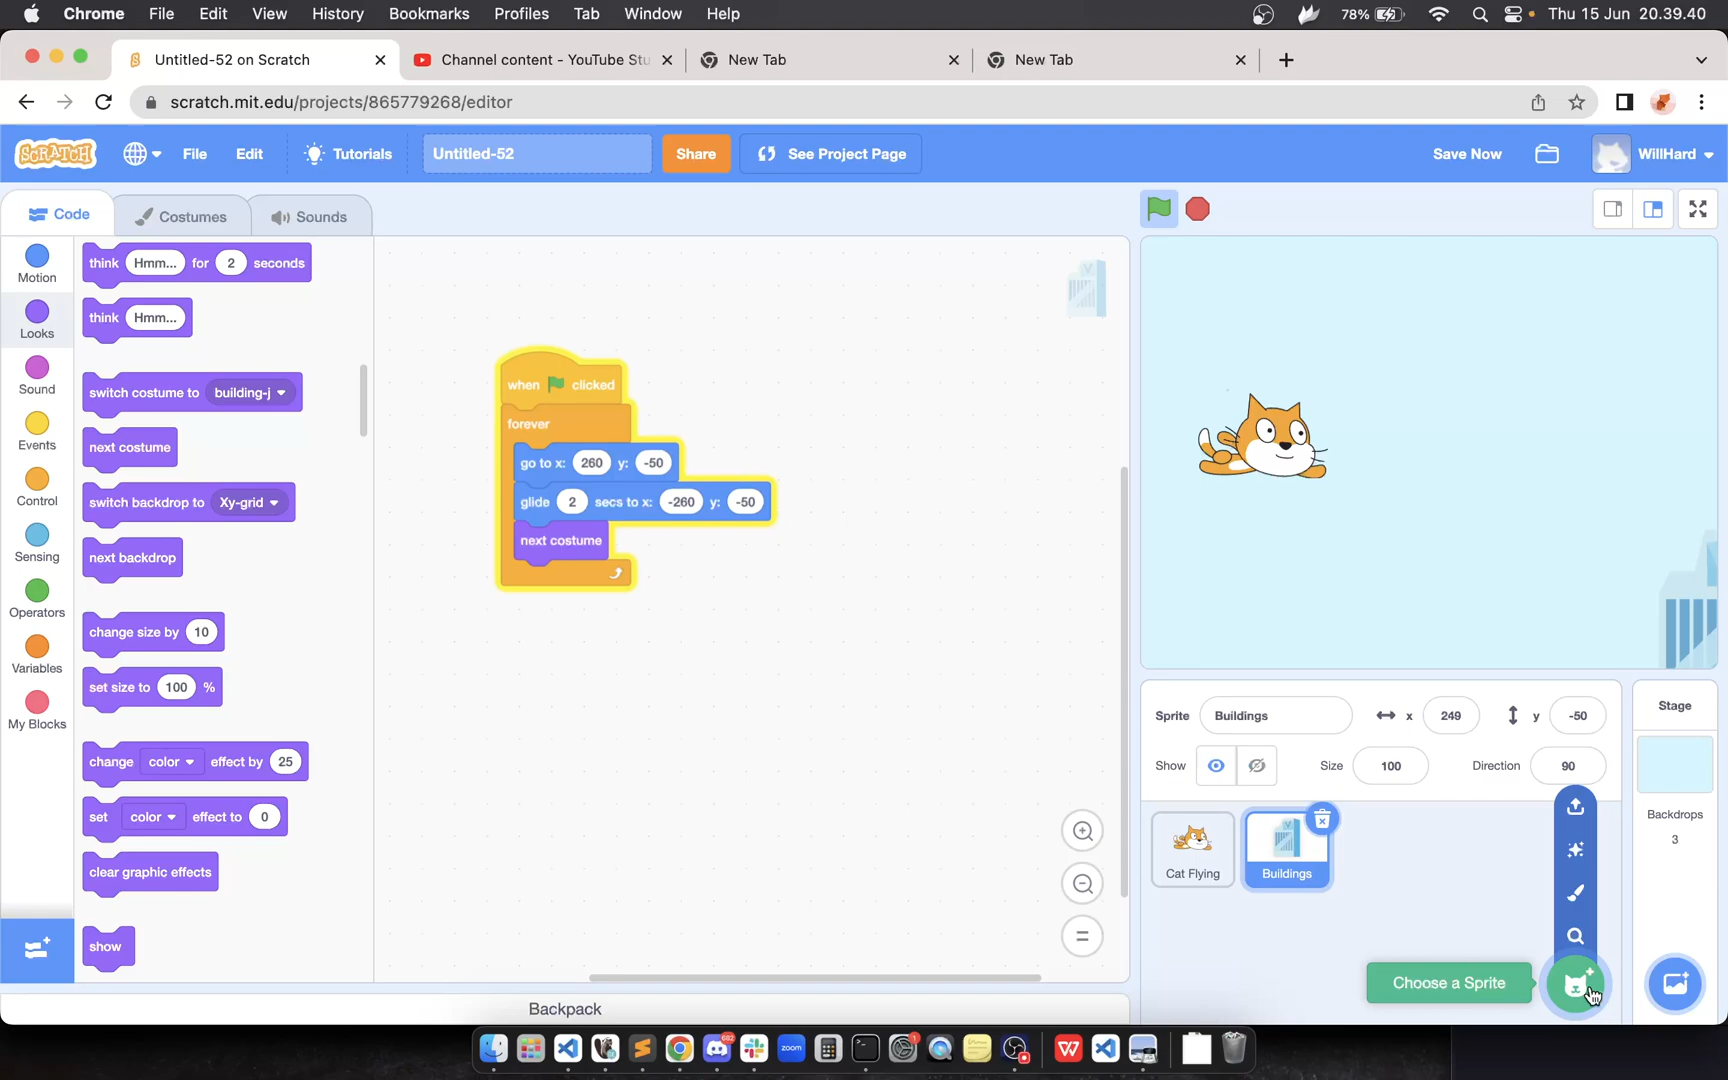 Chrome File Edit View History Bookmarks Profiles Tab Window Help 78% Thu 15 Jun 20.39.40
Untitled-52 on Scratch Channel content - YouTube Stu New Tab New Tab
scratch.mit.edu/projects/865779268/editor
SCRATCH File Edit Tutorials Untitled-52 Share See Project Page Save Now WillHard
Code Costumes Sounds
Motion
Looks
Sound
Events
Control
Sensing
Operators
Variables
My Blocks
think Hmm... for 2 seconds
think Hmm...
switch costume to building-j
next costume
switch backdrop to Xy-grid
next backdrop
change size by 10
set size to 100 %
change color effect by 25
set color effect to 0
clear graphic effects
show
when clicked
forever
go to x: 260 y: -50
glide 2 secs to x: -260 y: -50
next costume
Sprite Buildings x 249 y -50
Show Size 100 Direction 90
Cat Flying Buildings
Choose a Sprite
Stage
Backdrops
3
Backpack
682
zoom
1